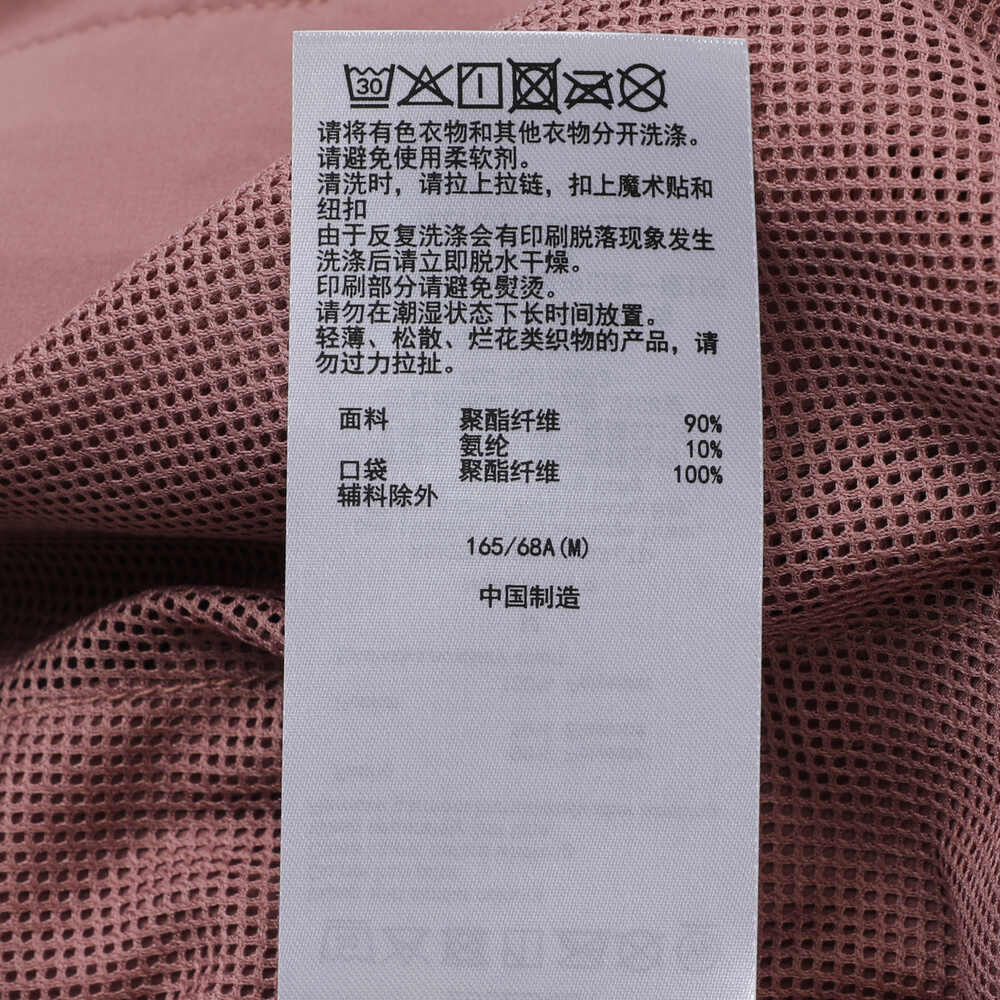 30
请将有色衣物和其他衣物分开洗涤。
请避免使用柔软剂。
清洗时，请拉上拉链，扣上魔术贴和
纽扣
由于反复洗涤会有印刷脱落现象发生
洗涤后请立即脱水干燥。
印刷部分请避免熨烫。
请勿在潮湿状态下长时间放置。
轻薄、松散、烂花类织物的产品，请
勿过力拉扯。
面料 聚酯纤维 90%
氨纶 10%
口袋 聚酯纤维 100%
辅料除外
165/68A(M)
中国制造